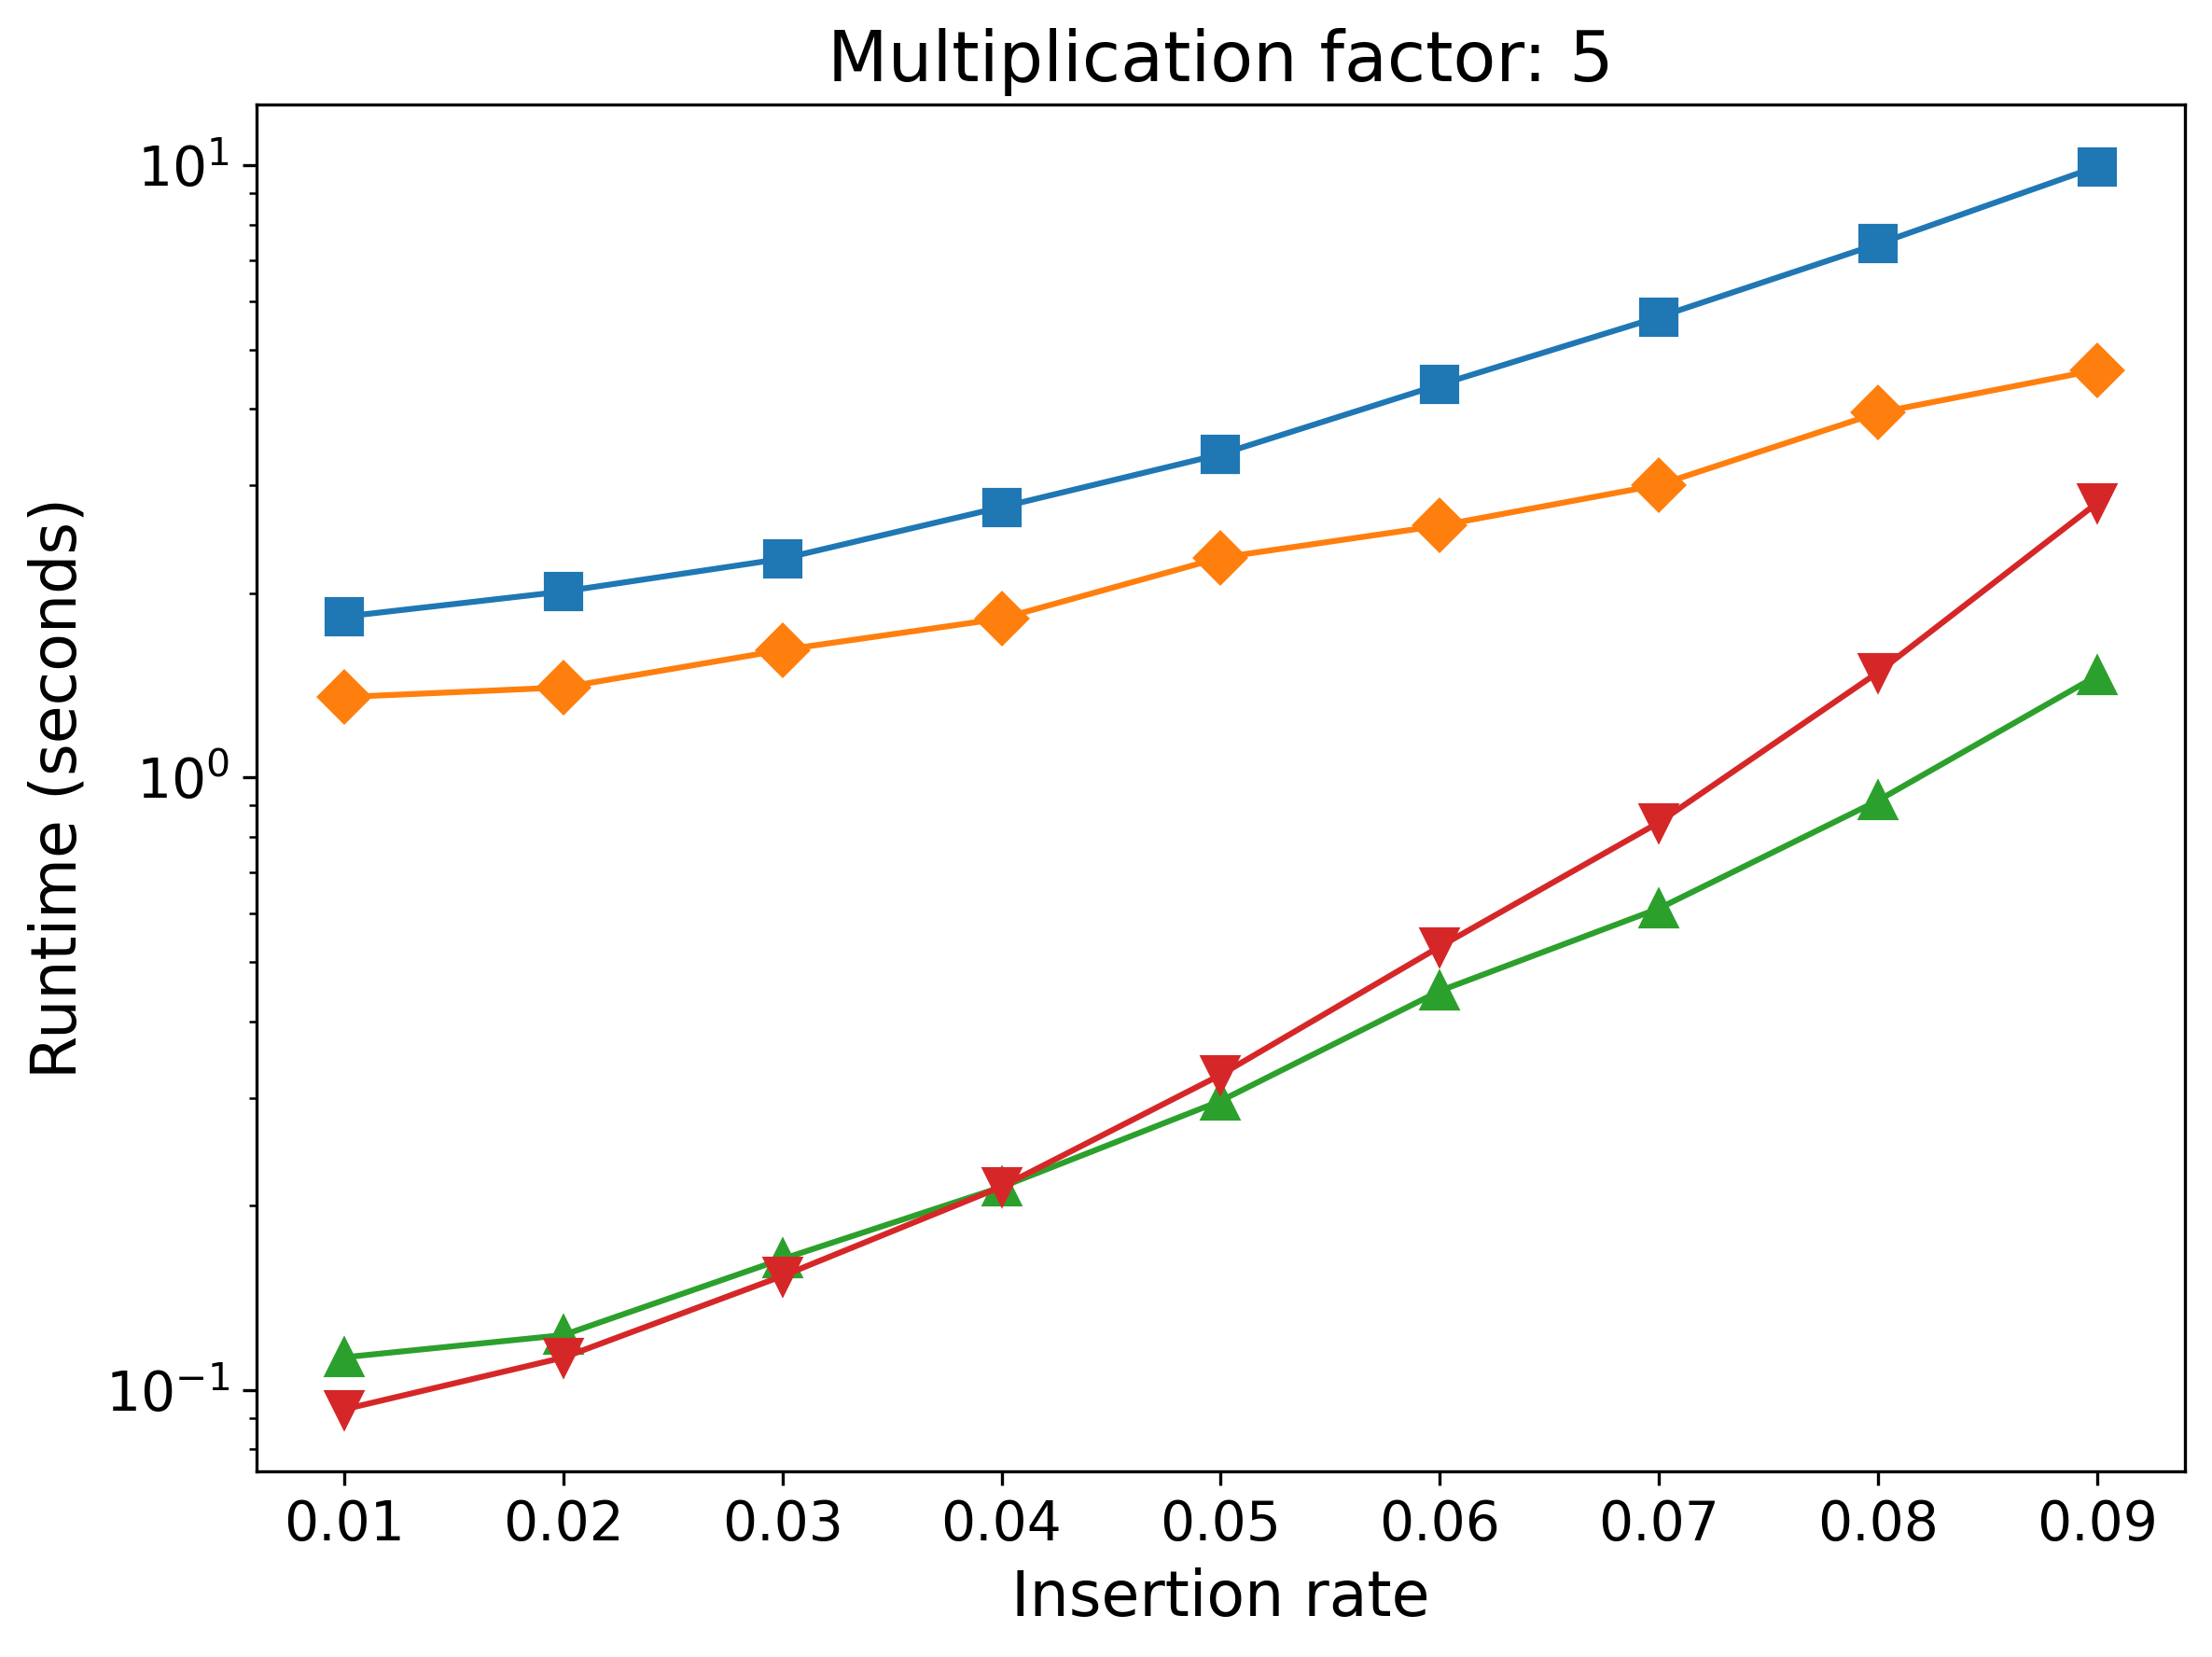 Multiplication factor: 5
10¹
10⁰
10⁻¹
Runtime (seconds)
0.01 0.02 0.03 0.04 0.05 0.06 0.07 0.08 0.09
Insertion rate